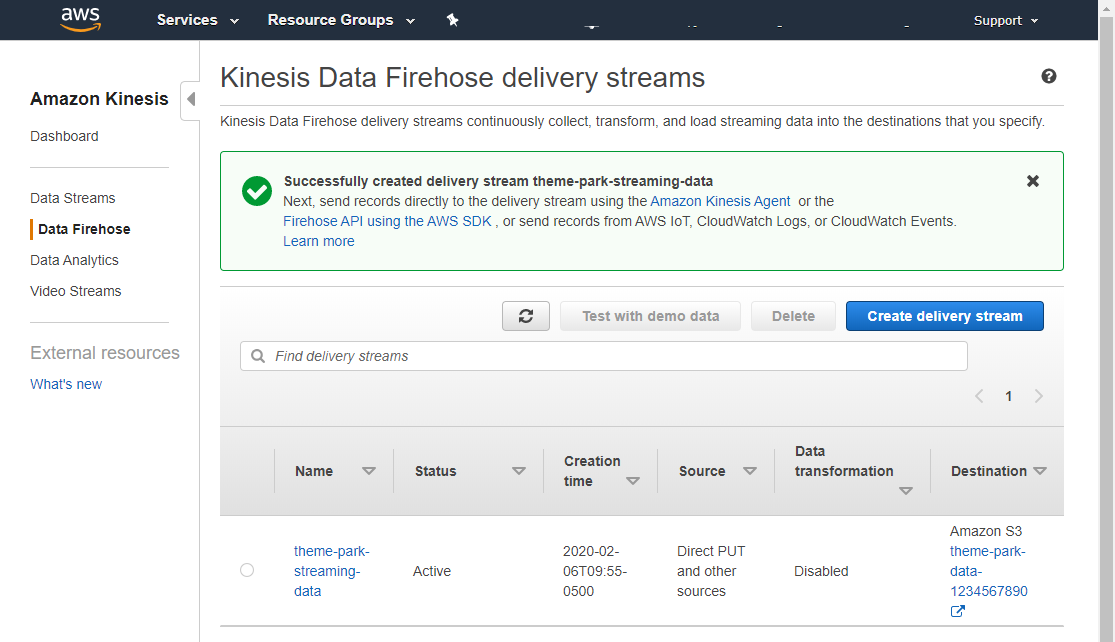 aws
Services
Resource Groups
Support
Amazon Kinesis
Dashboard
Data Streams
Data Firehose
Data Analytics
Video Streams
External resources
What's new
Kinesis Data Firehose delivery streams
Kinesis Data Firehose delivery streams continuously collect, transform, and load streaming data into the destinations that you specify.
Successfully created delivery stream theme-park-streaming-data
Next, send records directly to the delivery stream using the Amazon Kinesis Agent or the
Firehose API using the AWS SDK , or send records from AWS IoT, CloudWatch Logs, or CloudWatch Events.
Learn more
Test with demo data
Delete
Create delivery stream
Find delivery streams
1
Name
Status
Creation
time
Source
Data
transformation
Destination
theme-park-
streaming-
data
Active
2020-02-
06T09:55-
0500
Direct PUT
and other
sources
Disabled
Amazon S3
theme-park-
data-
1234567890